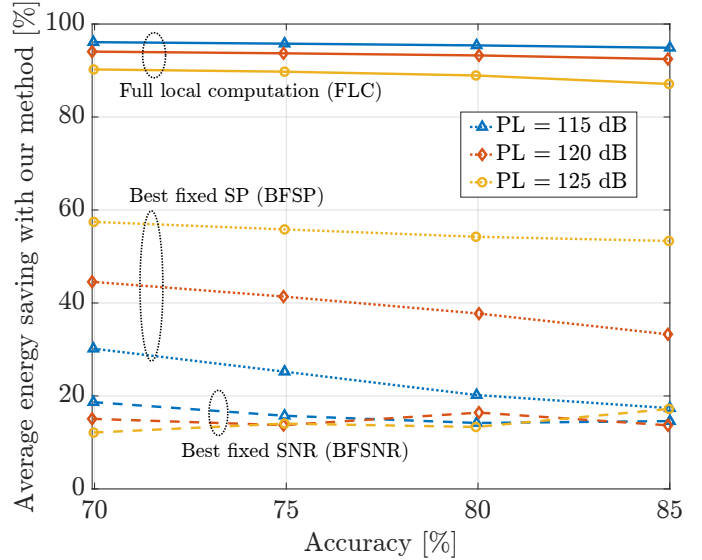 Average energy saving with our method [%]
100
80
60
40
20
0
Full local computation (FLC)
PL = 115 dB
PL = 120 dB
PL = 125 dB
Best fixed SP (BFSP)
Best fixed SNR (BFSNR)
70
75
80
85
Accuracy [%]